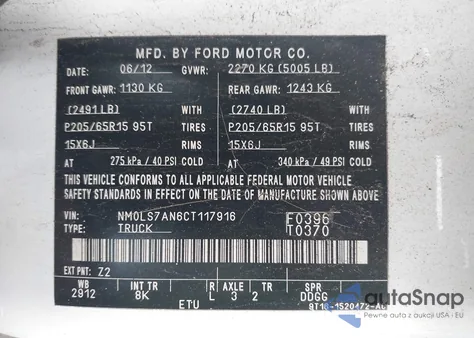 MFD. BY FORD MOTOR CO.
DATE: 06/12 GVWR: 2270 KG (5005 LB)
FRONT GAWR: 1130 KG REAR GAWR: 1243 KG
(2491 LB) WITH (2740 LB) WITH
P205/65R15 95T TIRES P205/65R15 95T TIRES
15X6J RIMS 15X6J RIMS
AT 275 kPa / 40 PSI COLD AT 340 kPa / 49 PSI COLD
THIS VEHICLE CONFORMS TO ALL APPLICABLE FEDERAL MOTOR VEHICLE
SAFETY STANDARDS IN EFFECT ON THE DATE OF MANUFACTURE SHOWN ABOVE.
VIN: NM0LS7AN6CT117916 F0396
TYPE: TRUCK T0370
EXT PNT: Z2
WB INT TR R AXLE TR SPR
2912 8K L 3 2 DDGG
ETU
autoSnap
Pewne auta z USA i EU